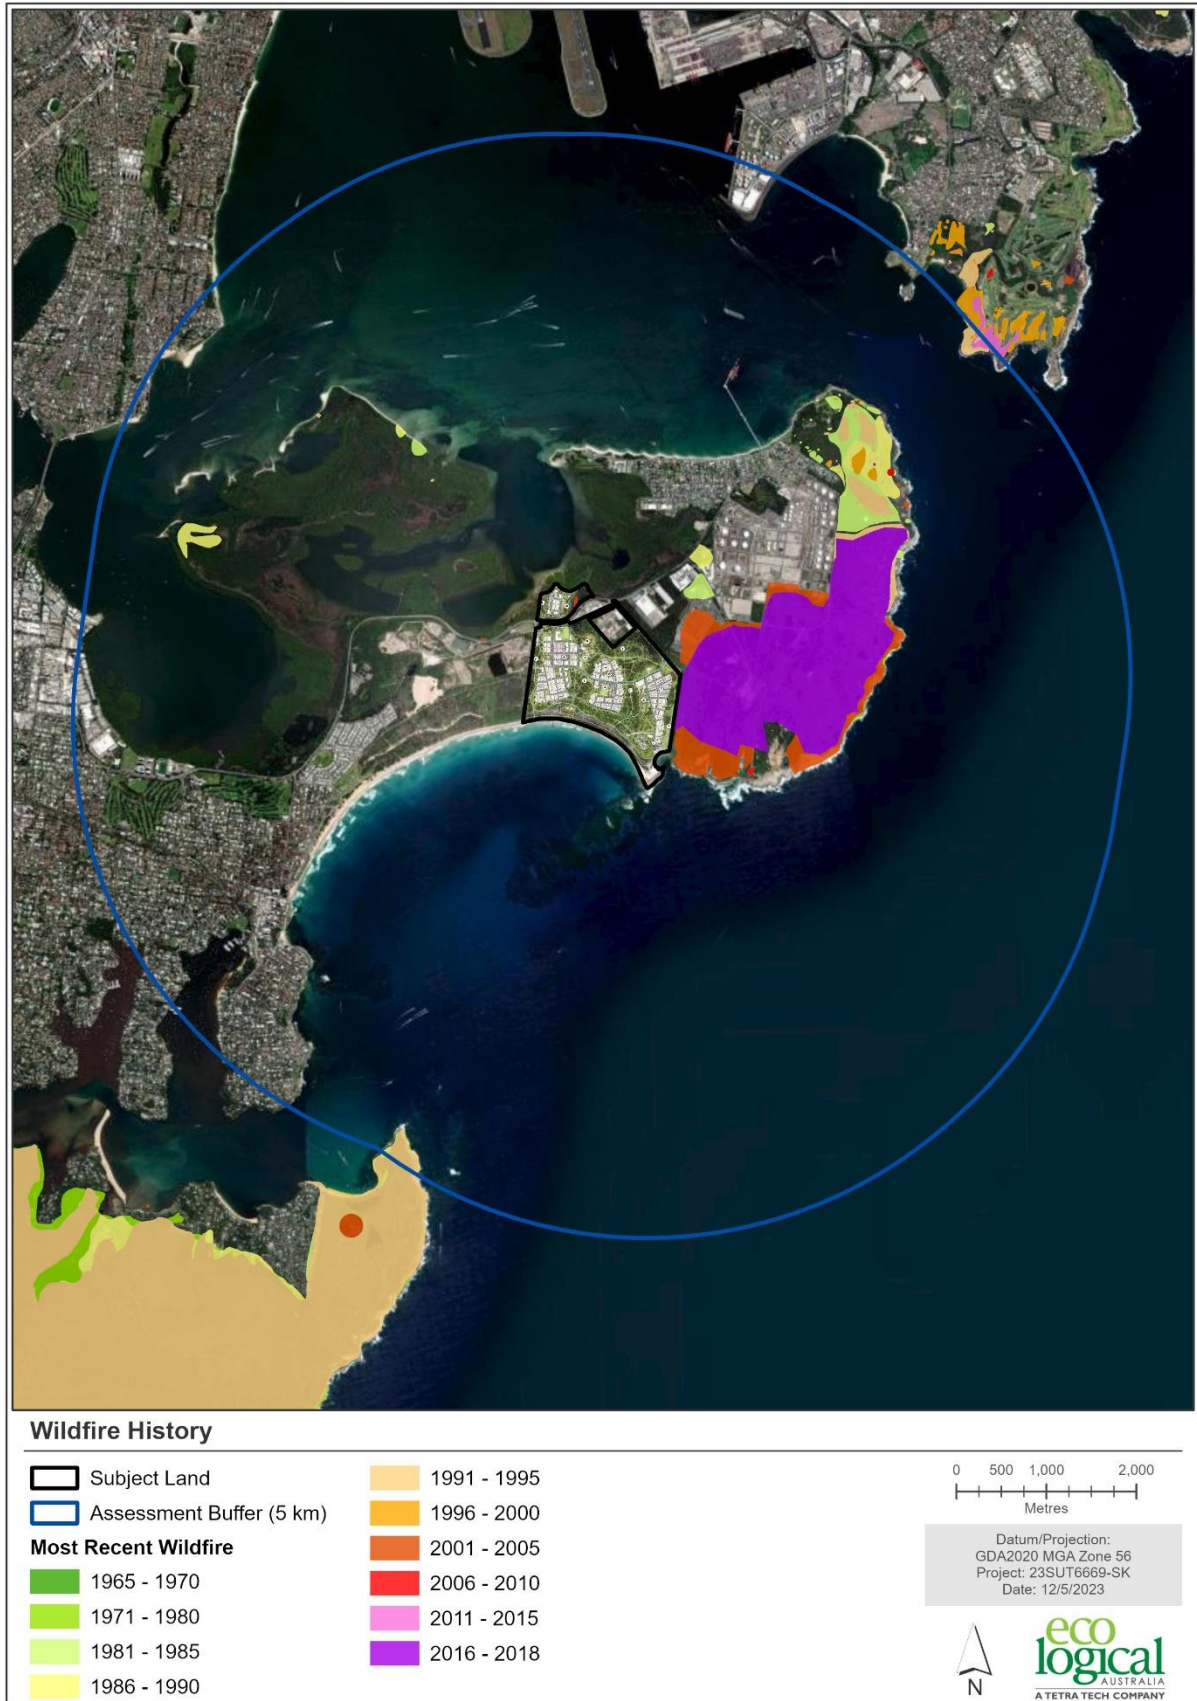 Wildfire History
Subject Land
Assessment Buffer (5 km)
Most Recent Wildfire
1965 - 1970
1971 - 1980
1981 - 1985
1986 - 1990
1991 - 1995
1996 - 2000
2001 - 2005
2006 - 2010
2011 - 2015
2016 - 2018
0 500 1,000 2,000
Metres
Datum/Projection:
GDA2020 MGA Zone 56
Project: 23SUT6669-SK
Date: 12/5/2023
N
eco
logical
AUSTRALIA
A TETRA TECH COMPANY